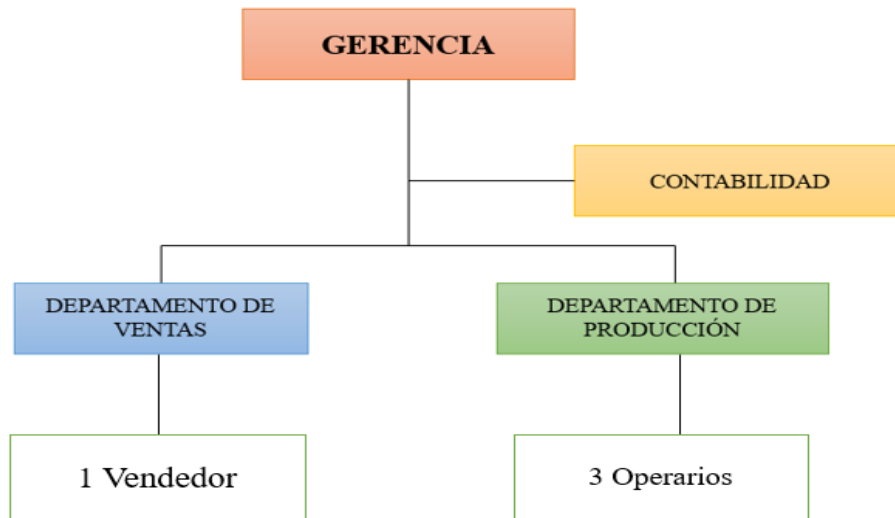 GERENCIA
CONTABILIDAD
DEPARTAMENTO DE
VENTAS
DEPARTAMENTO DE
PRODUCCIÓN
1 Vendedor
3 Operarios